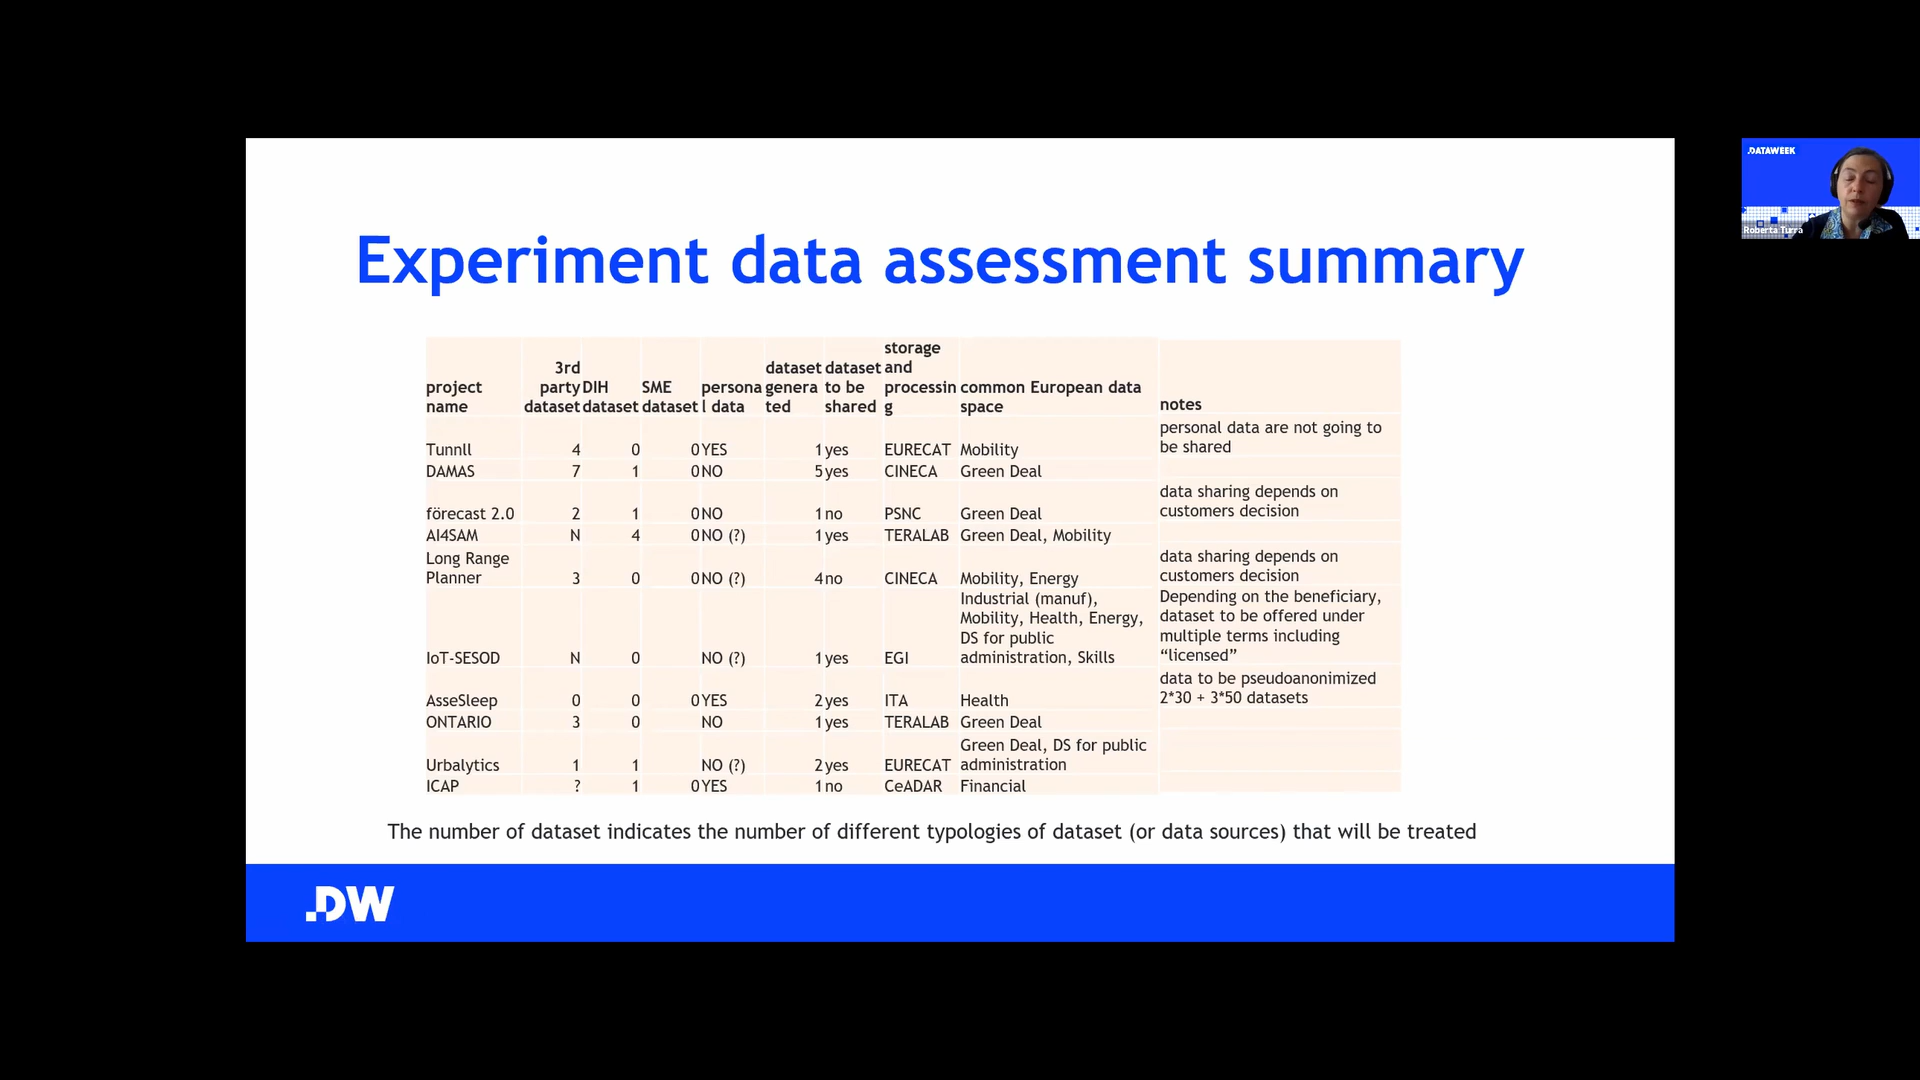 Experiment data assessment summary
project name	3rd party dataset	DIH dataset	SME dataset	personal data	dataset generated	dataset to be shared	storage and processing	common European data space	notes
Tunnll	4	0	0	YES	1	yes	EURECAT	Mobility	personal data are not going to be shared
DAMAS	7	1	0	NO	5	yes	CINECA	Green Deal
förecast 2.0	2	1	0	NO	1	no	PSNC	Green Deal	data sharing depends on customers decision
AI4SAM	N	4	0	NO (?)	1	yes	TERALAB	Green Deal, Mobility
Long Range Planner	3	0	0	NO (?)	4	no	CINECA	Mobility, Energy	data sharing depends on customers decision
IoT-SESOD	N	0		NO (?)	1	yes	EGI	Industrial (manuf), Mobility, Health, Energy, DS for public administration, Skills	Depending on the beneficiary, dataset to be offered under multiple terms including “licensed”
AsseSleep	0	0	0	YES	2	yes	ITA	Health	data to be pseudoanonimized 2*30 + 3*50 datasets
ONTARIO	3	0		NO	1	yes	TERALAB	Green Deal
Urbalytics	1	1		NO (?)	2	yes	EURECAT	Green Deal, DS for public administration
ICAP	?	1	0	YES	1	no	CeADAR	Financial
The number of dataset indicates the number of different typologies of dataset (or data sources) that will be treated
.DW
.DATAWEEK
Roberta Turra